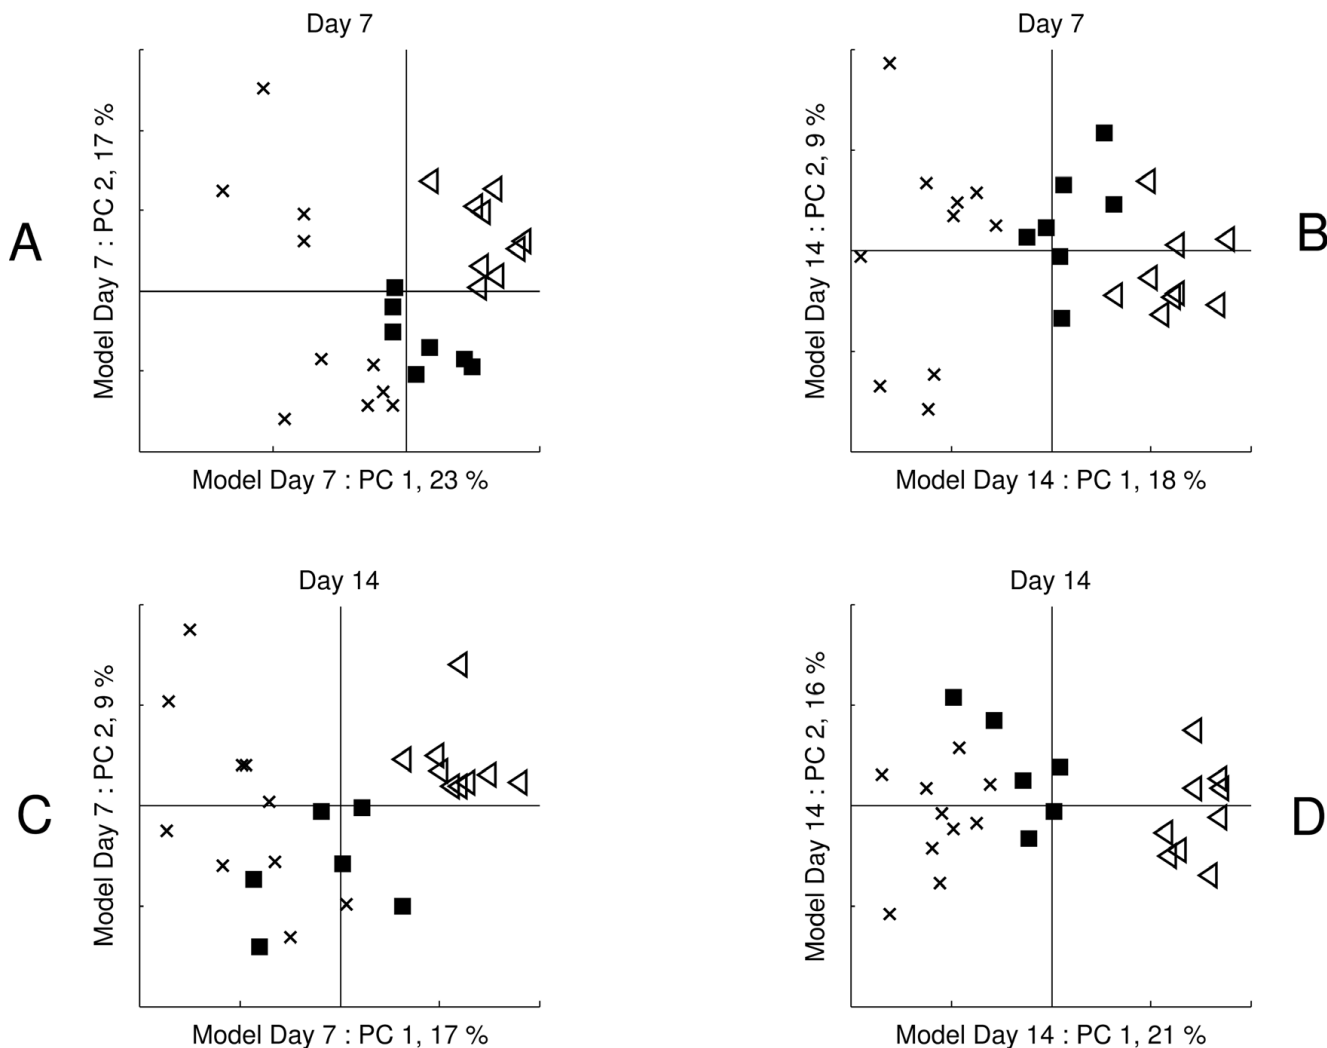 Day 7
A
Model Day 7 : PC 2, 17 %
Model Day 7 : PC 1, 23 %
Day 7
B
Model Day 14 : PC 2, 9 %
Model Day 14 : PC 1, 18 %
Day 14
C
Model Day 7 : PC 2, 9 %
Model Day 7 : PC 1, 17 %
Day 14
D
Model Day 14 : PC 2, 16 %
Model Day 14 : PC 1, 21 %